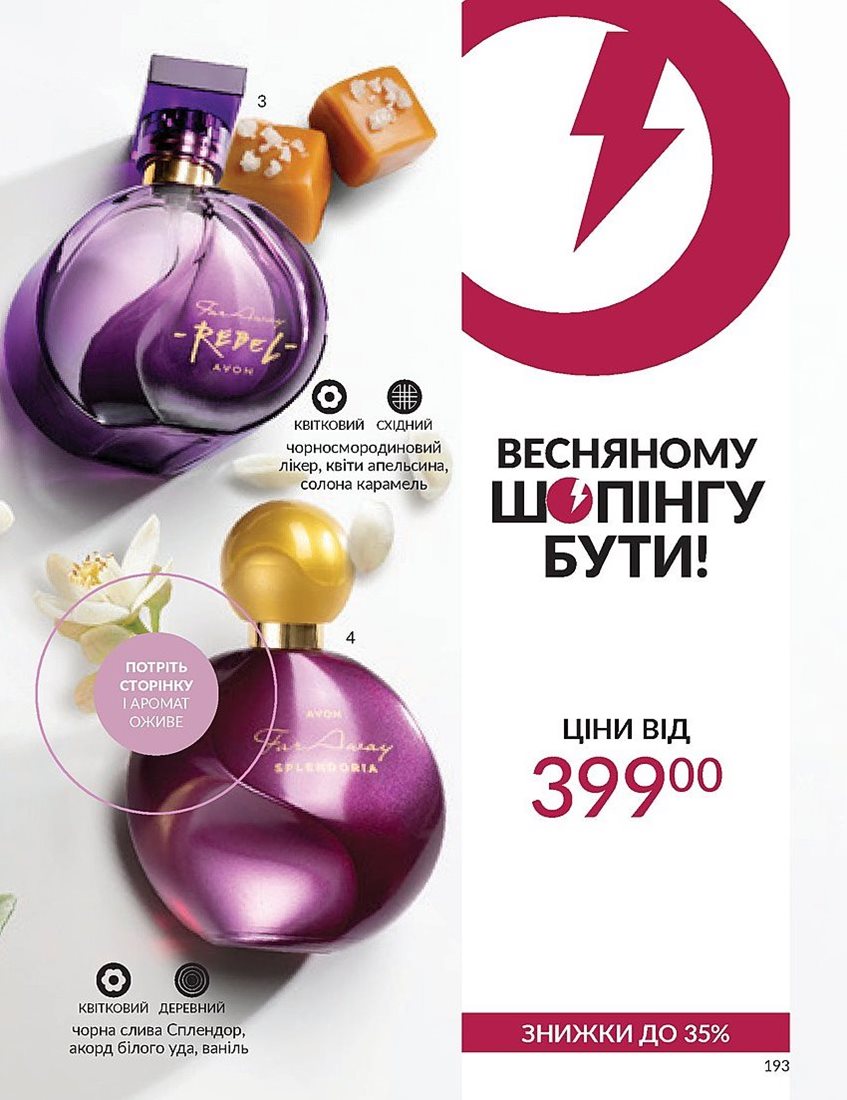 3
Far Away
-REBEL-
AVON
КВІТКОВИЙ СХІДНИЙ
чорносмородиновий
лікер, квіти апельсина,
солона карамель
4
ПОТРІТЬ
СТОРІНКУ
І АРОМАТ
ОЖИВЕ
AVON
Far Away
SPLENDORIA
КВІТКОВИЙ ДЕРЕВНИЙ
чорна слива Сплендор,
акорд білого уда, ваніль
ВЕСНЯНОМУ
ШОПІНГУ
БУТИ!
ЦІНИ ВІД
399⁰⁰
ЗНИЖКИ ДО 35%
193